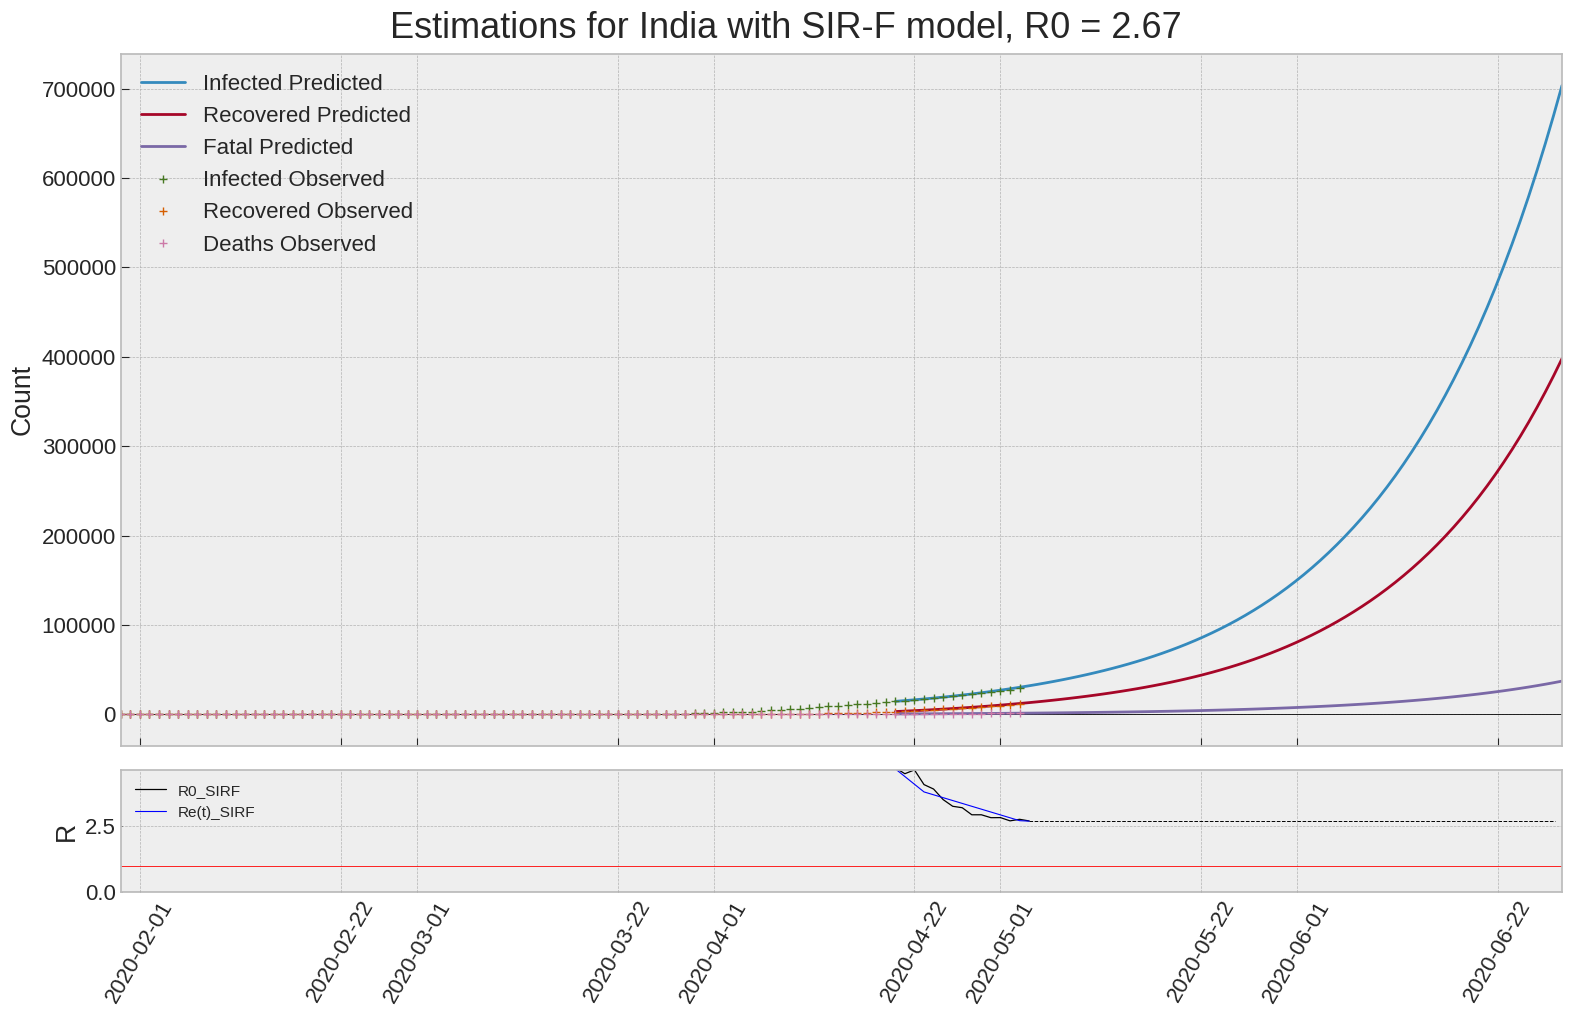 Estimations for India with SIR-F model, R0 = 2.67
Infected Predicted
Recovered Predicted
Fatal Predicted
Infected Observed
Recovered Observed
Deaths Observed
700000
600000
500000
400000
300000
200000
100000
0
Count
R0_SIRF
Re(t)_SIRF
2.5
0.0
R
2020-02-01
2020-02-22
2020-03-01
2020-03-22
2020-04-01
2020-04-22
2020-05-01
2020-05-22
2020-06-01
2020-06-22